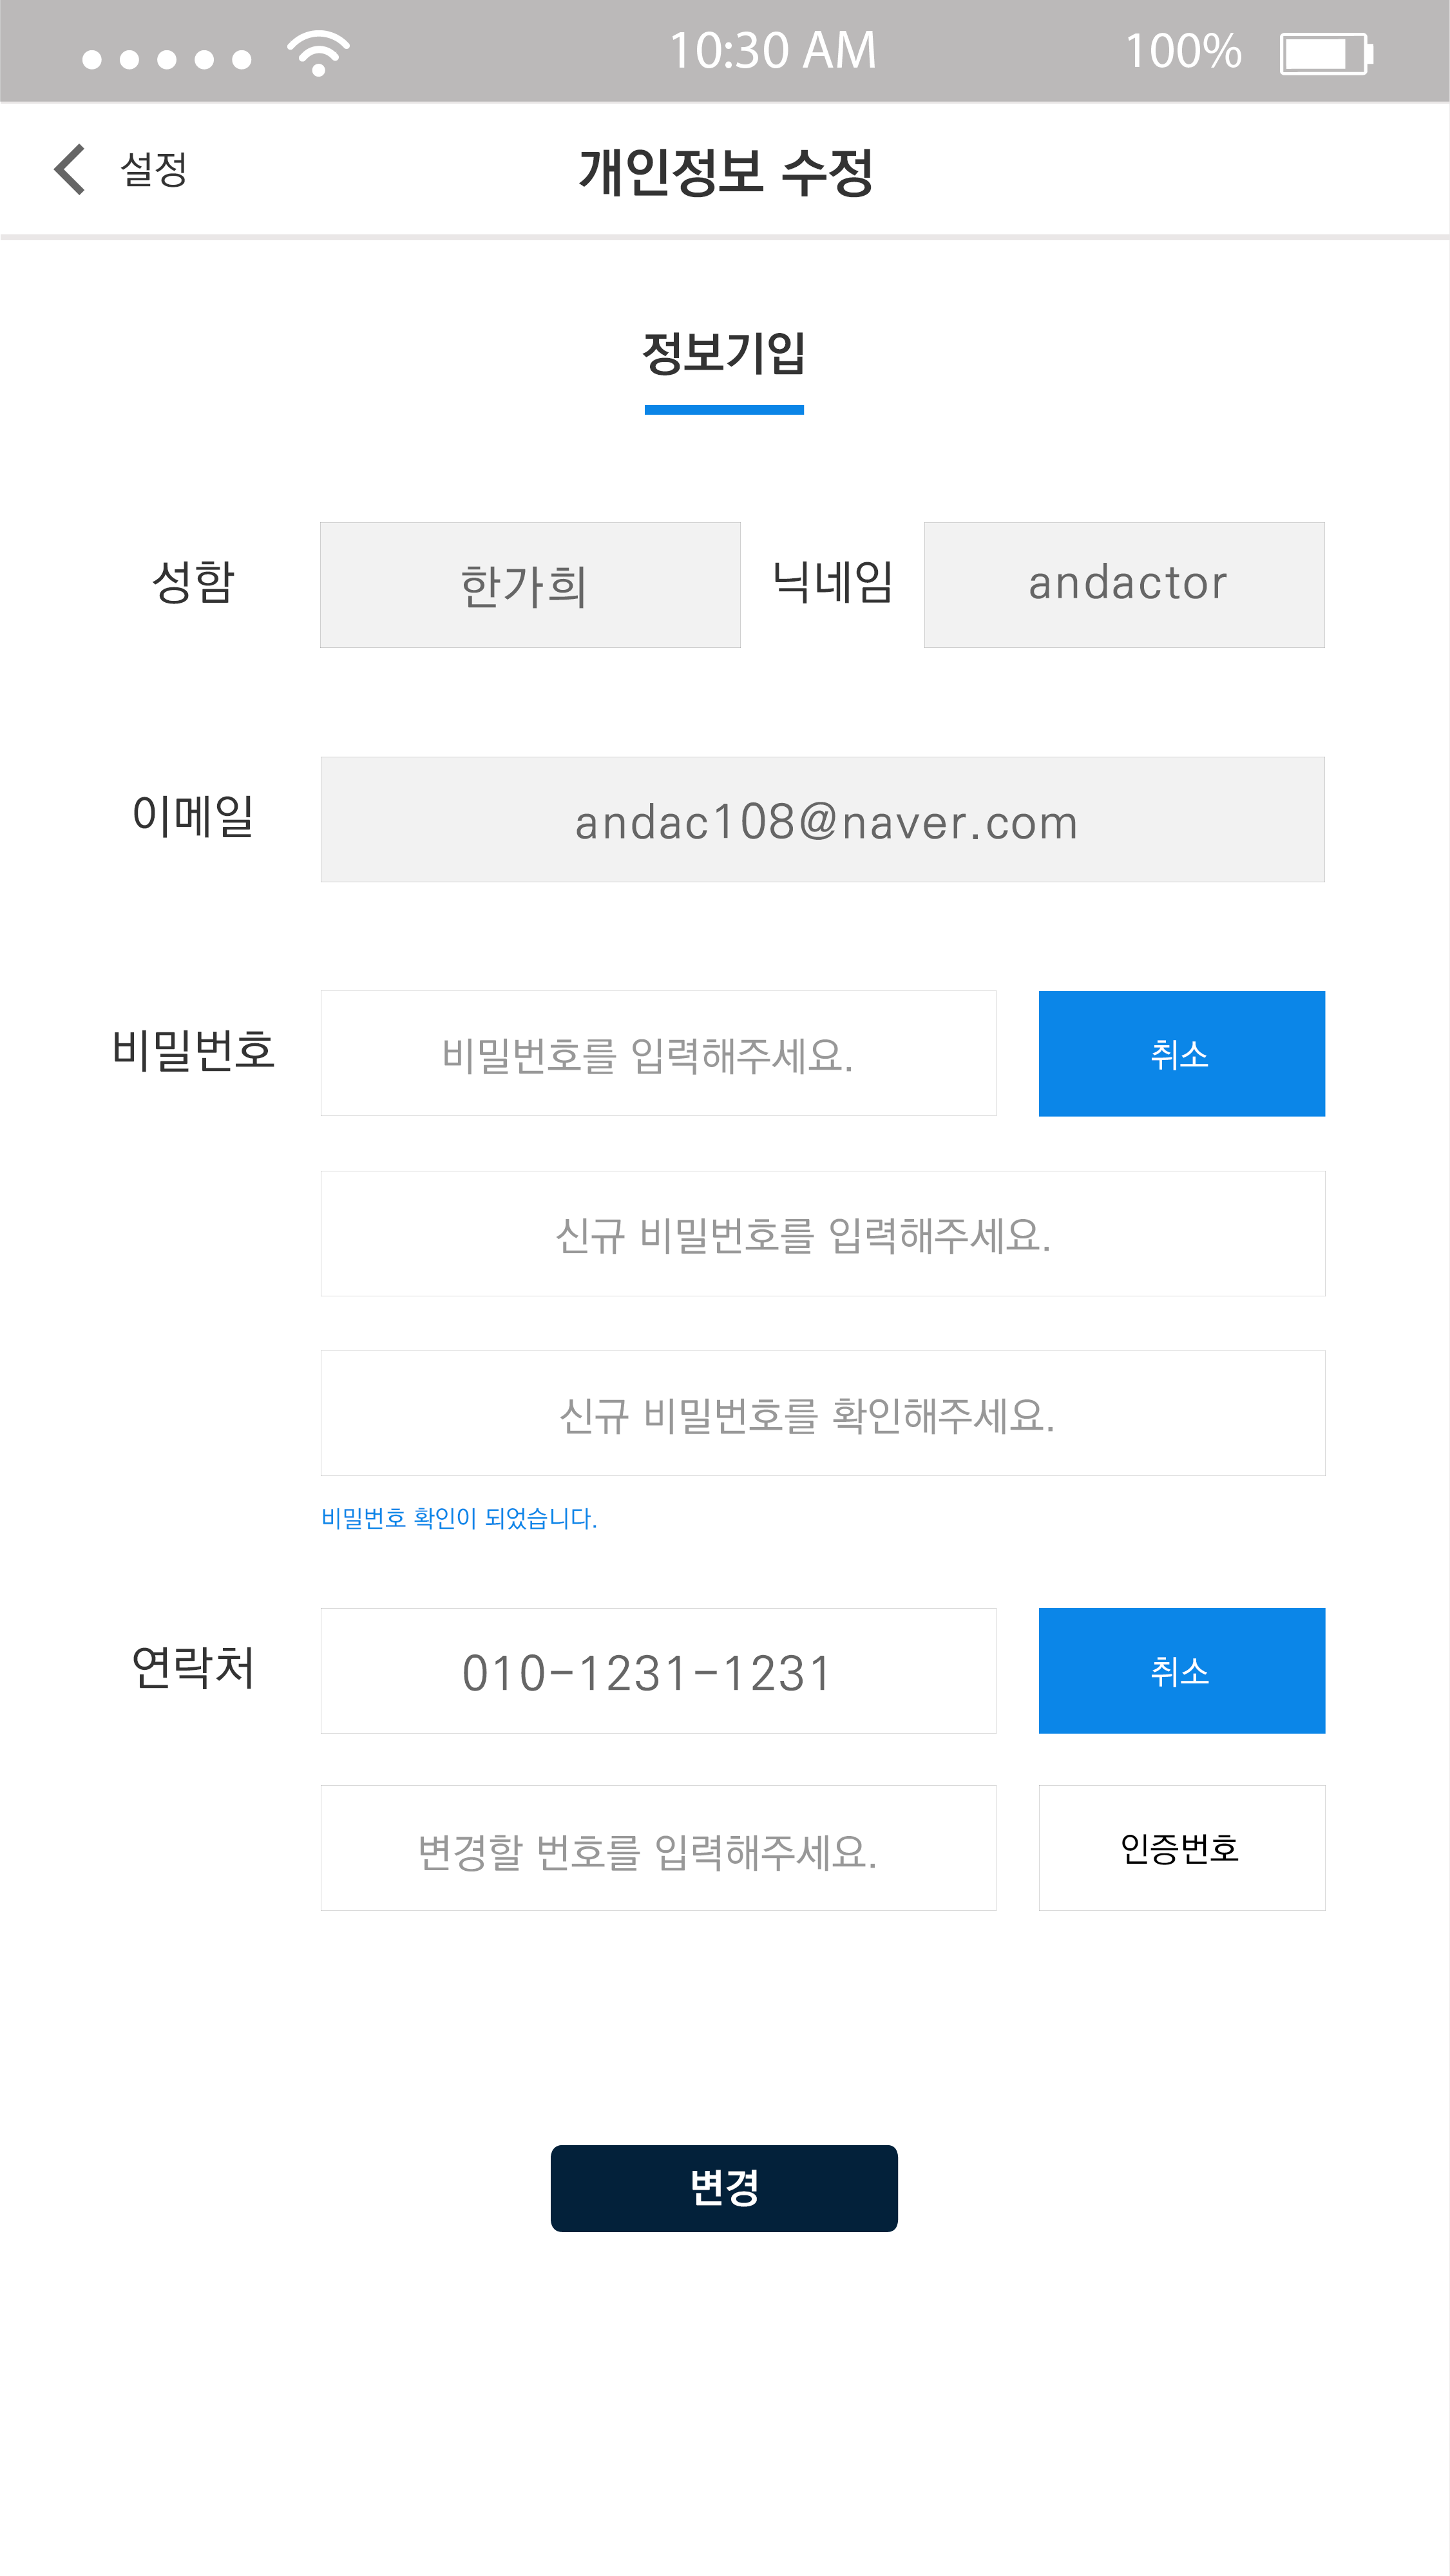 10:30 AM 100%
설정 개인정보 수정
정보기입
성함 한가희 닉네임 andactor
이메일 andac108@naver.com
비밀번호 비밀번호를 입력해주세요. 취소
신규 비밀번호를 입력해주세요.
신규 비밀번호를 확인해주세요.
비밀번호 확인이 되었습니다.
연락처 010-1231-1231 취소
변경할 번호를 입력해주세요. 인증번호
변경